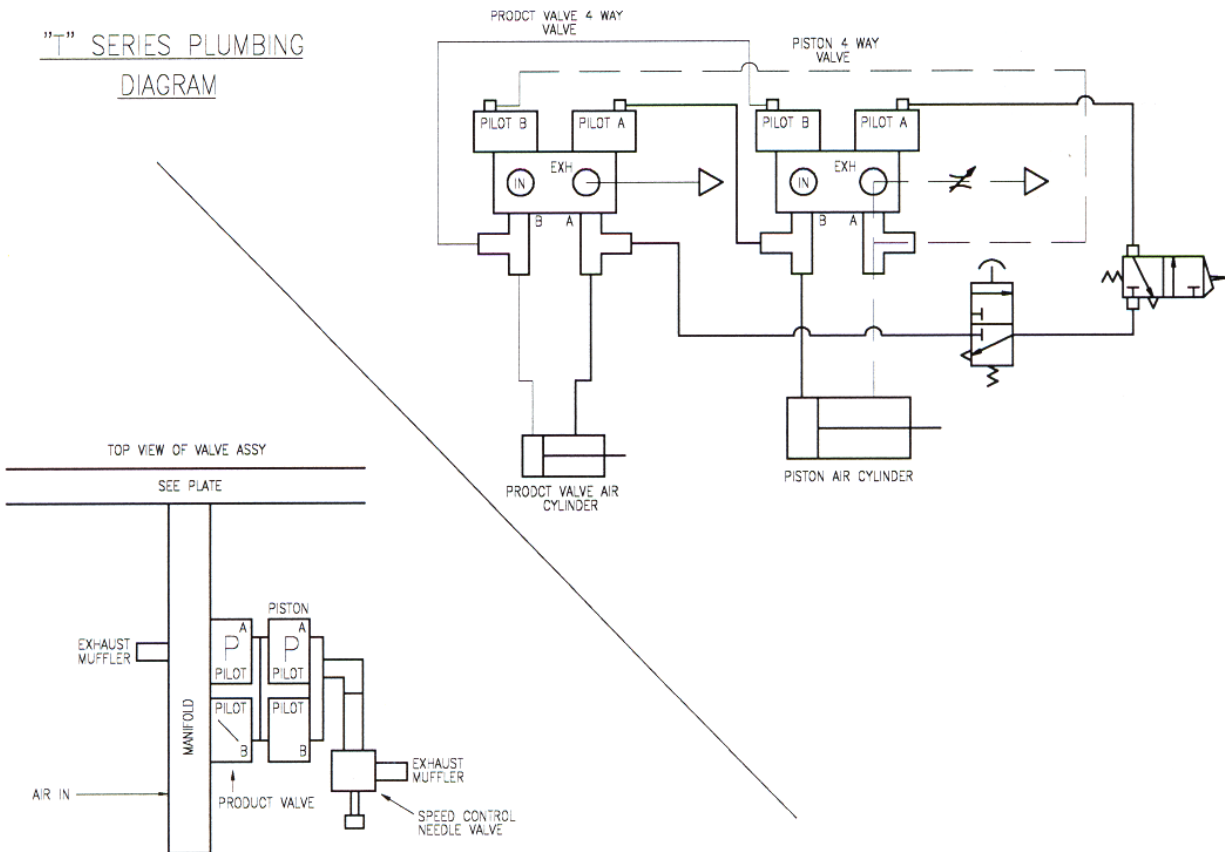 "T" SERIES PLUMBING
DIAGRAM
PRODCT VALVE 4 WAY
VALVE
PISTON 4 WAY
VALVE
PILOT B
PILOT A
PILOT B
PILOT A
IN
EXH
IN
EXH
B
A
B
A
PRODCT VALVE AIR
CYLINDER
PISTON AIR CYLINDER
TOP VIEW OF VALVE ASSY
SEE PLATE
PISTON
EXHAUST
MUFFLER
A
P
PILOT
A
P
PILOT
PILOT
B
PILOT
B
MANIFOLD
AIR IN
PRODUCT VALVE
EXHAUST
MUFFLER
SPEED CONTROL
NEEDLE VALVE